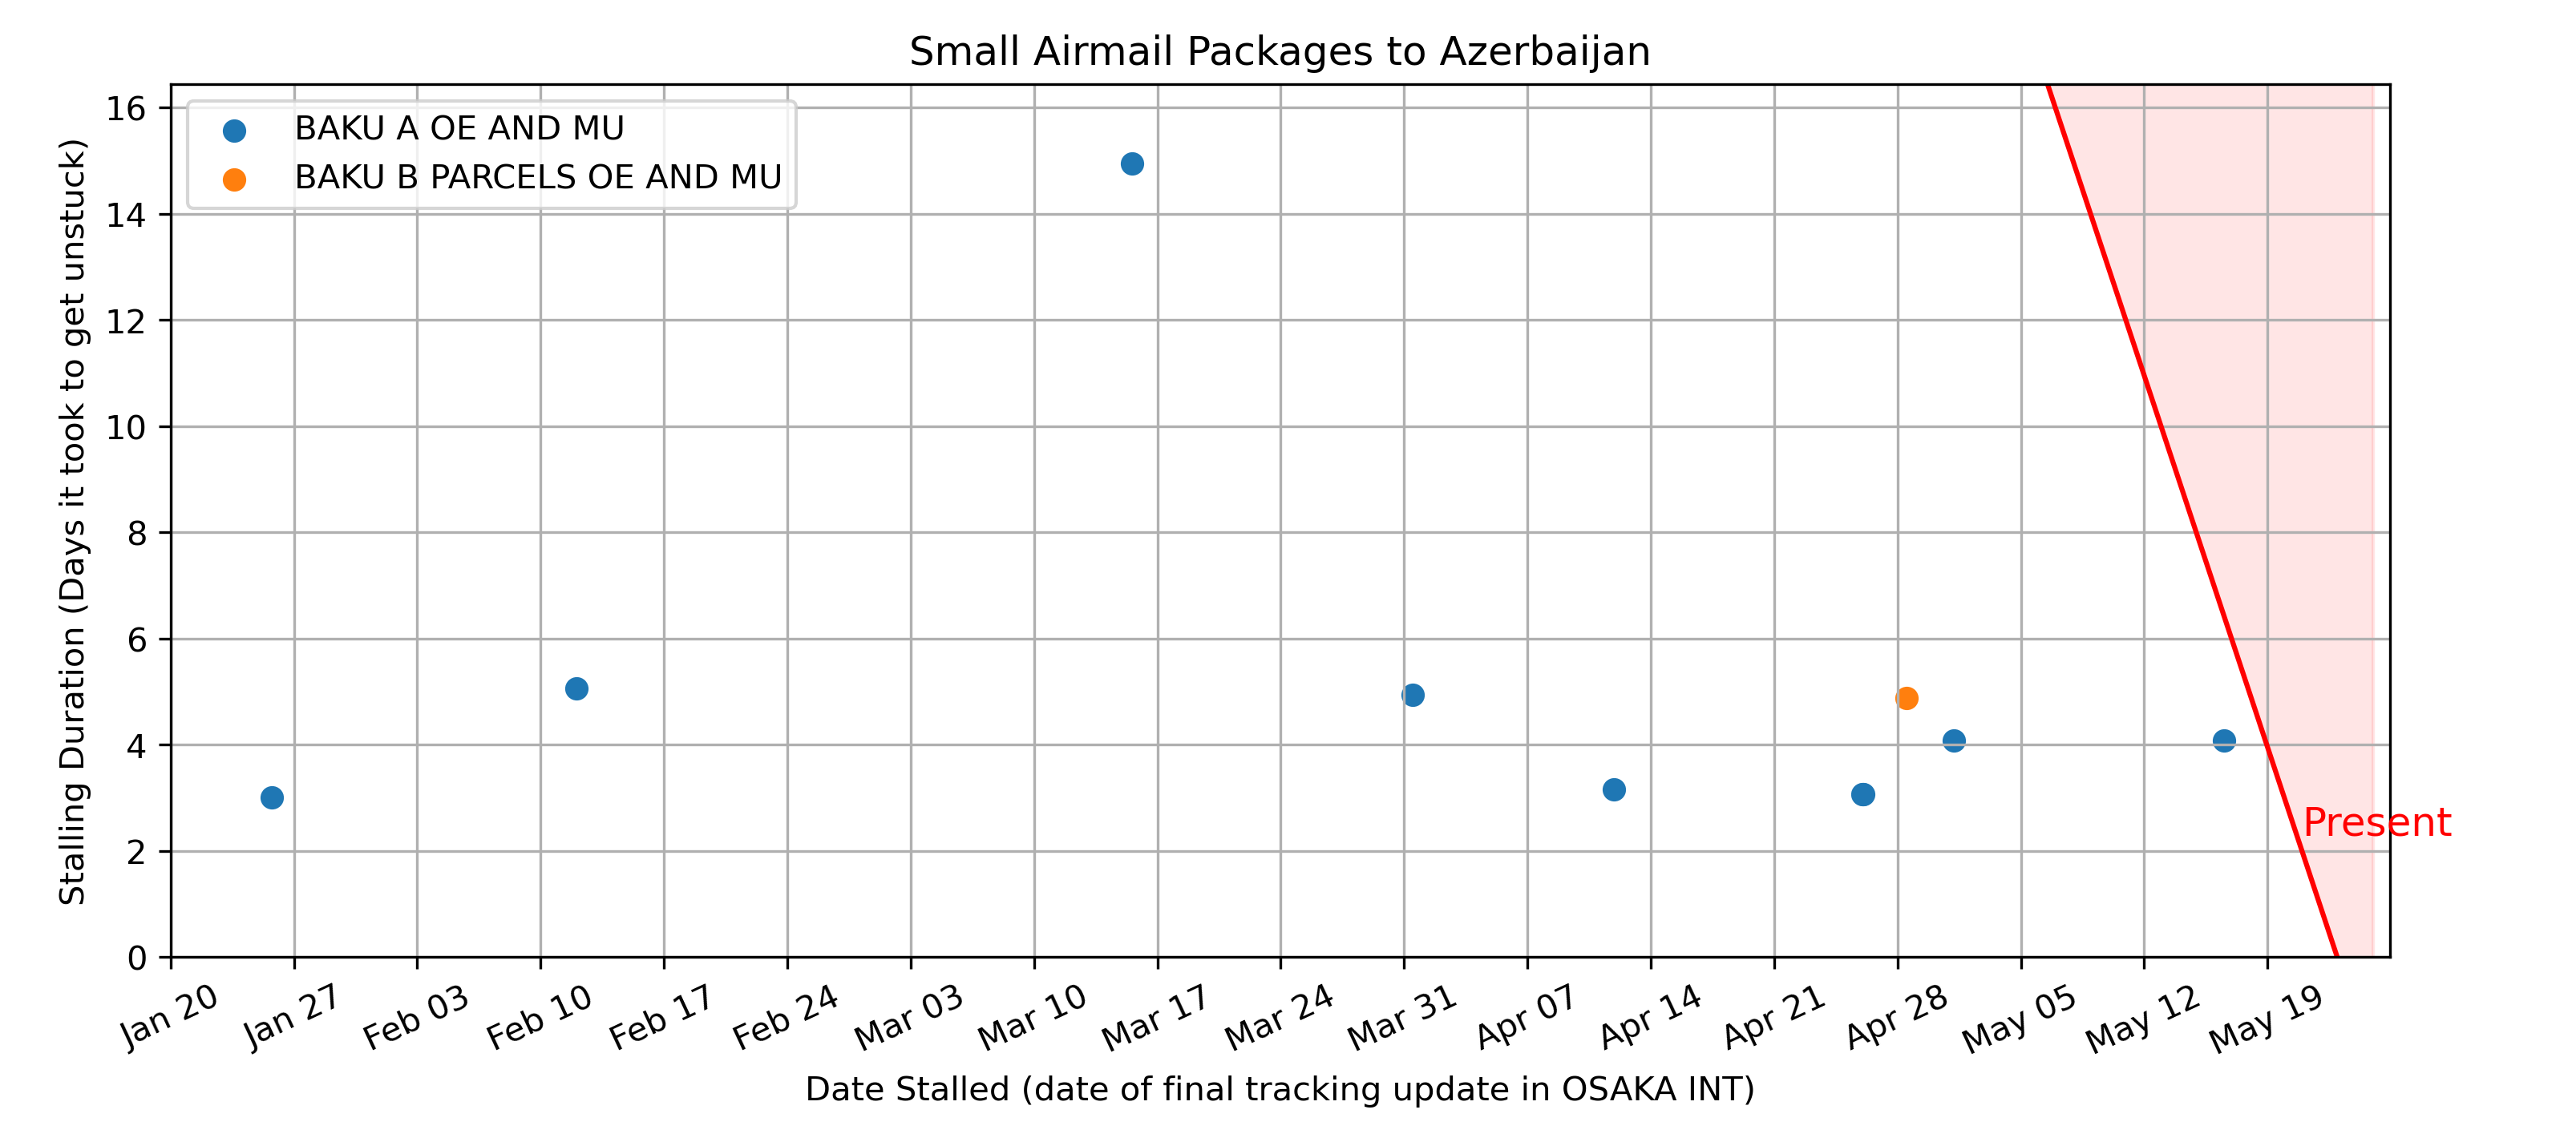 Small Airmail Packages to Azerbaijan
BAKU A OE AND MU
BAKU B PARCELS OE AND MU
Stalling Duration (Days it took to get unstuck)
16
14
12
10
8
6
4
2
0
Present
Jan 20
Jan 27
Feb 03
Feb 10
Feb 17
Feb 24
Mar 03
Mar 10
Mar 17
Mar 24
Mar 31
Apr 07
Apr 14
Apr 21
Apr 28
May 05
May 12
May 19
Date Stalled (date of final tracking update in OSAKA INT)